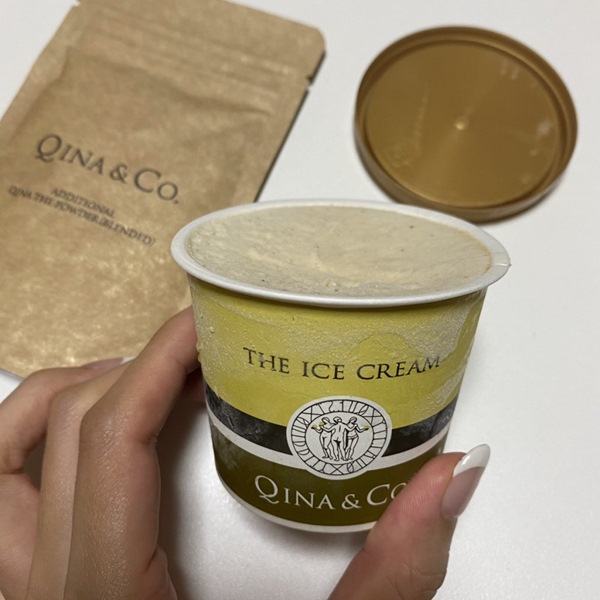 QINA & CO.
ADDITIONAL
QINA THE POWDER (BLENDED)
THE ICE CREAM
QINA & CO